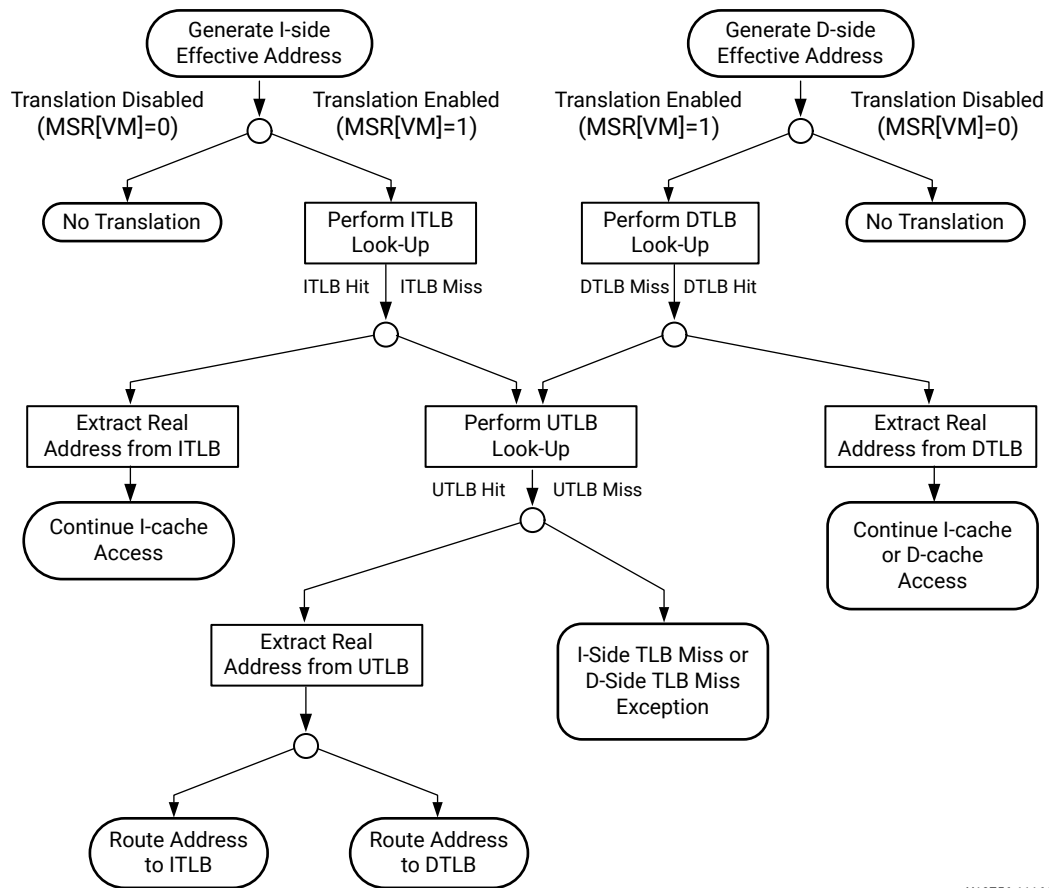 Generate I-side
Effective Address
Generate D-side
Effective Address
Translation Disabled
(MSR[VM]=0)
Translation Enabled
(MSR[VM]=1)
Translation Enabled
(MSR[VM]=1)
Translation Disabled
(MSR[VM]=0)
No Translation
Perform ITLB
Look-Up
Perform DTLB
Look-Up
No Translation
ITLB Hit
ITLB Miss
DTLB Miss
DTLB Hit
Extract Real
Address from ITLB
Perform UTLB
Look-Up
Extract Real
Address from DTLB
UTLB Hit
UTLB Miss
Continue I-cache
Access
Continue I-cache
or D-cache
Access
Extract Real
Address from UTLB
I-Side TLB Miss or
D-Side TLB Miss
Exception
Route Address
to ITLB
Route Address
to DTLB